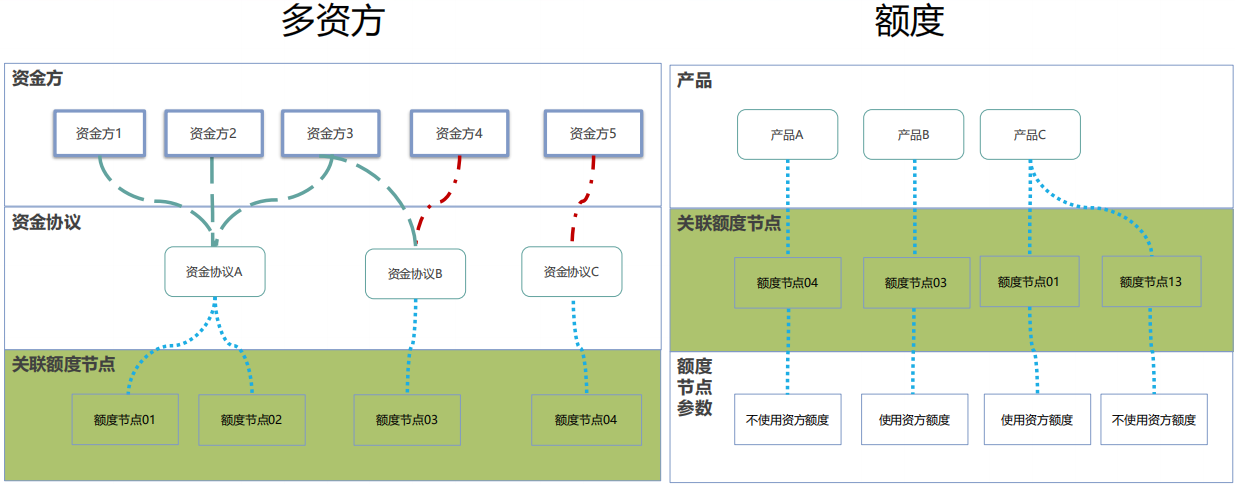 多资方
额度
资金方
资金方1
资金方2
资金方3
资金方4
资金方5
资金协议
资金协议A
资金协议B
资金协议C
关联额度节点
额度节点01
额度节点02
额度节点03
额度节点04
产品
产品A
产品B
产品C
关联额度节点
额度节点04
额度节点03
额度节点01
额度节点13
额度
节点
参数
不使用资方额度
使用资方额度
使用资方额度
不使用资方额度